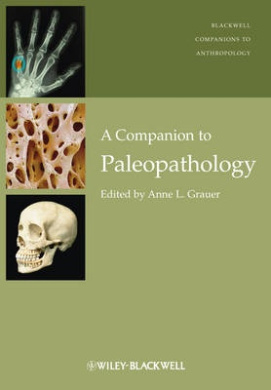 BLACKWELL
COMPANIONS TO
ANTHROPOLOGY
A Companion to
Paleopathology
Edited by Anne L. Grauer
WILEY-BLACKWELL